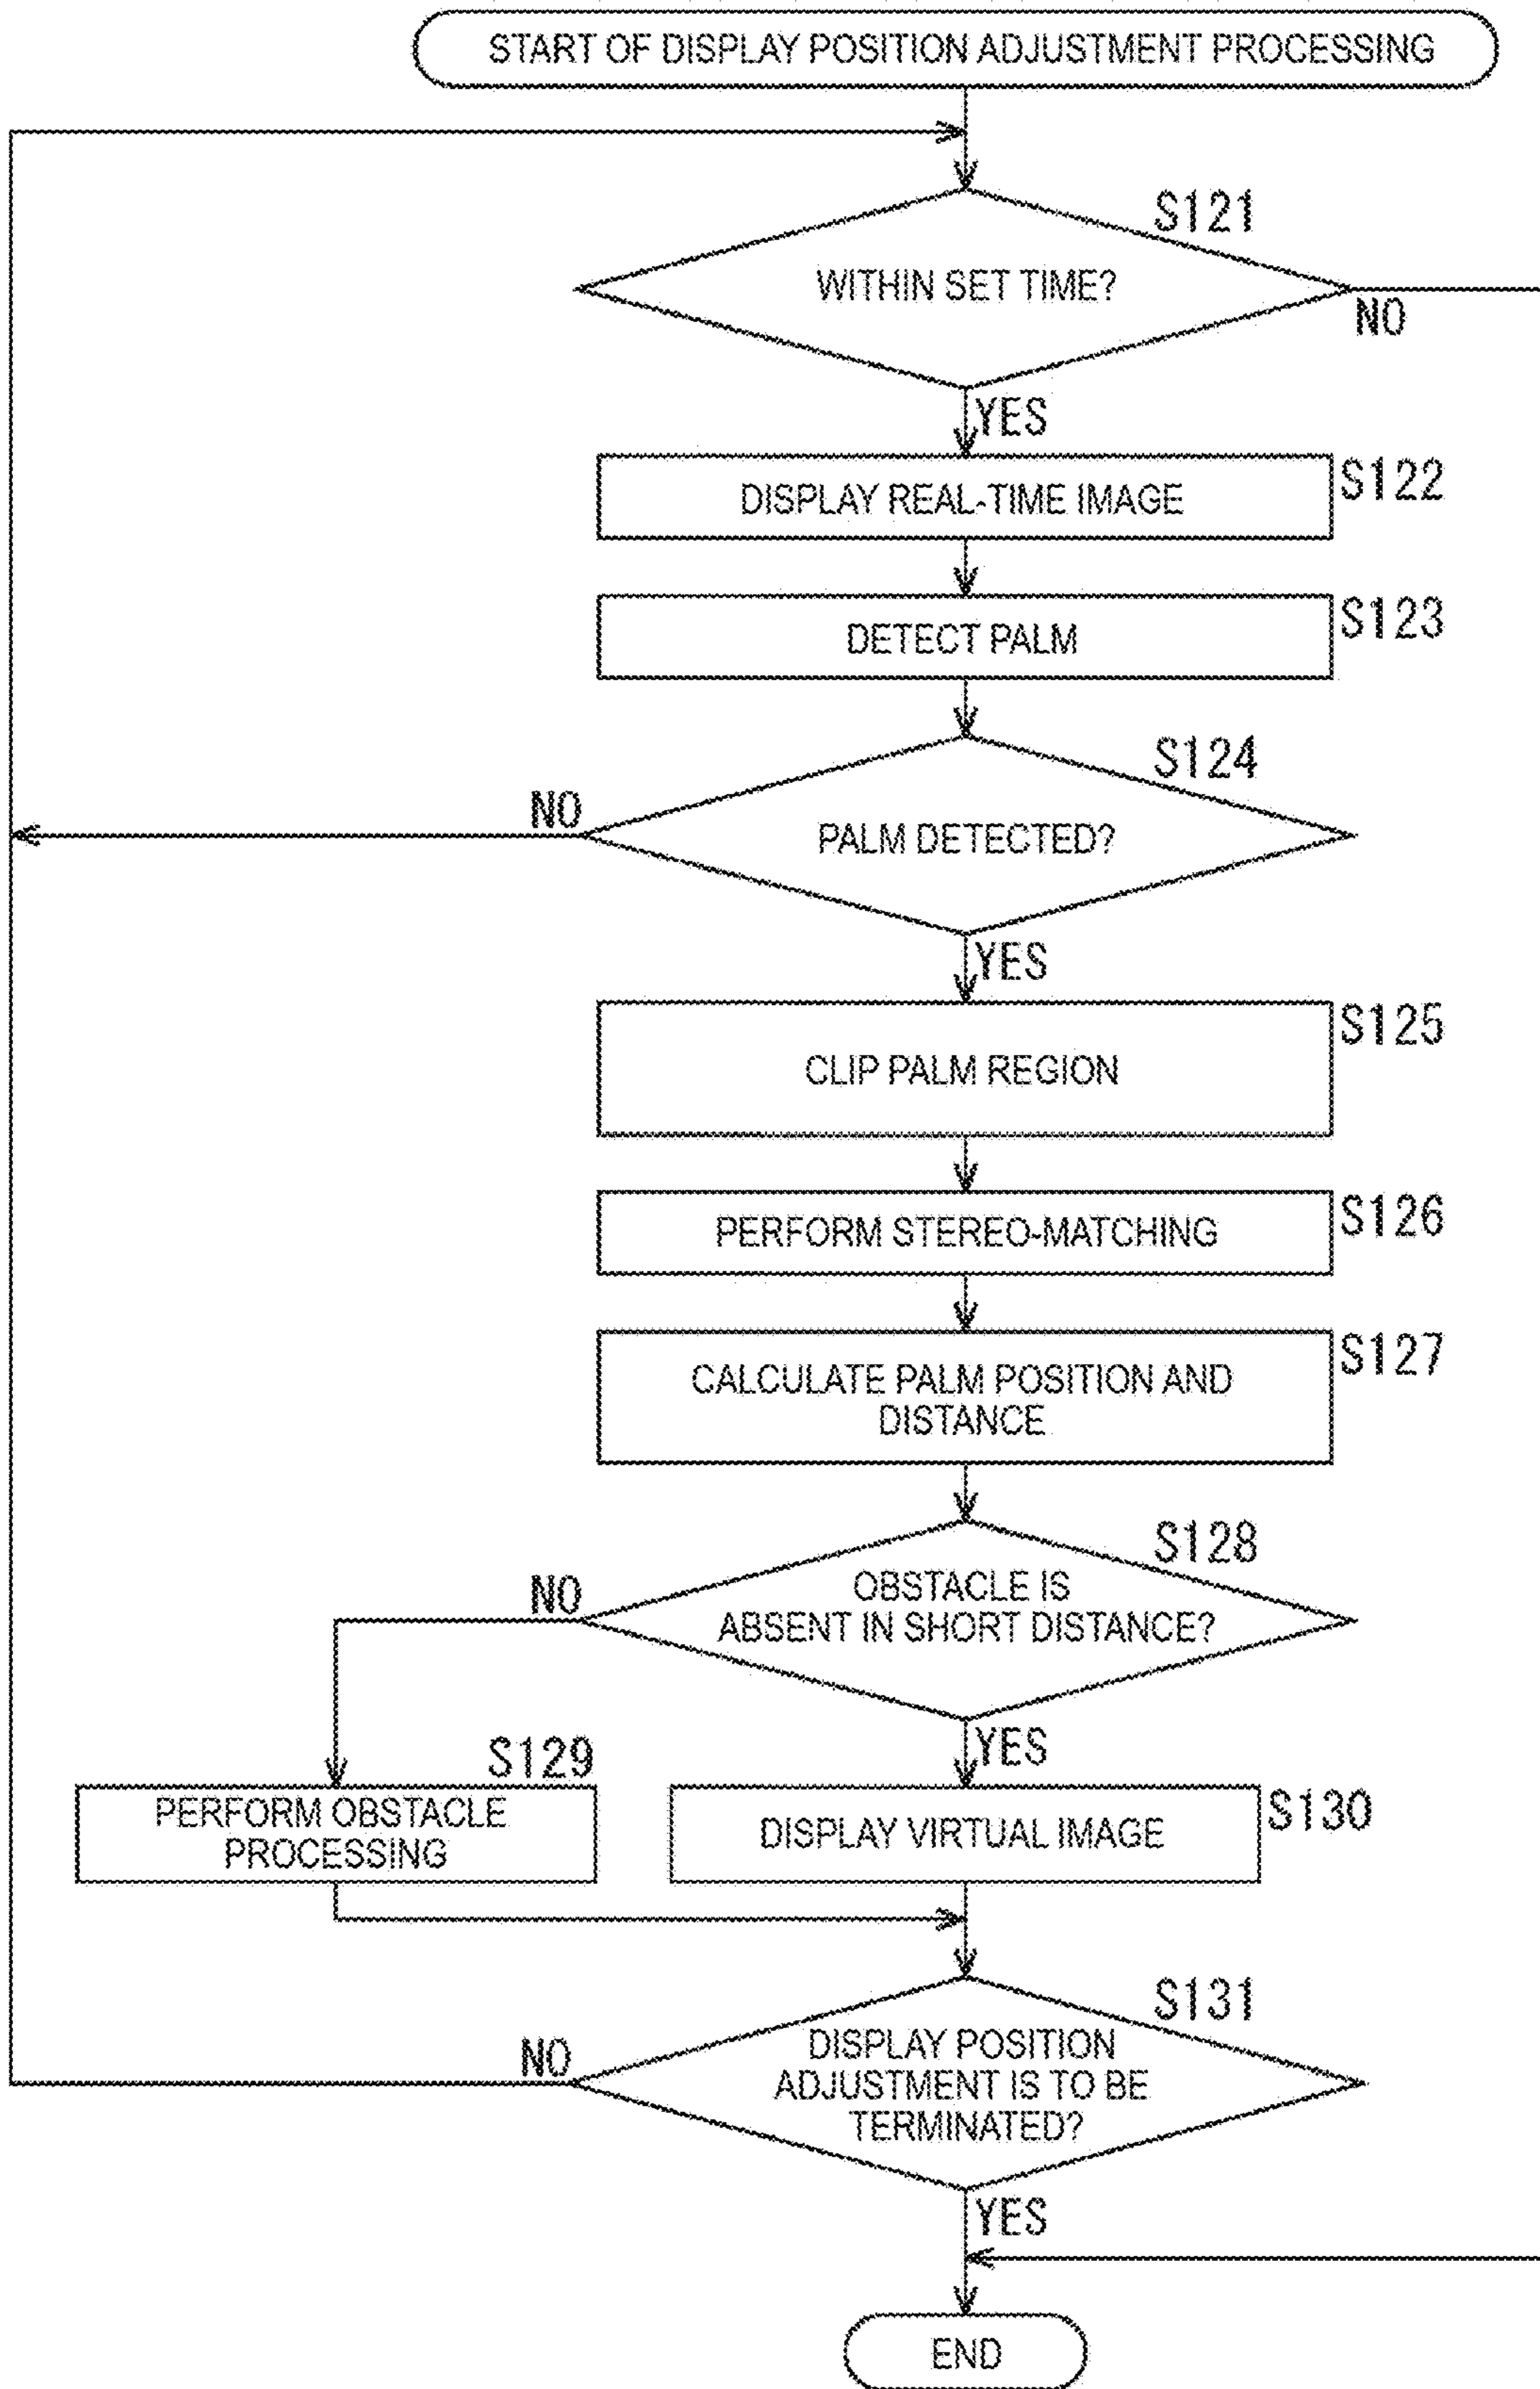 START OF DISPLAY POSITION ADJUSTMENT PROCESSING
S121
WITHIN SET TIME?
NO
YES
S122
DISPLAY REAL-TIME IMAGE
S123
DETECT PALM
S124
NO
PALM DETECTED?
YES
S125
CLIP PALM REGION
S126
PERFORM STEREO-MATCHING
S127
CALCULATE PALM POSITION AND
DISTANCE
S128
NO
OBSTACLE IS
ABSENT IN SHORT DISTANCE?
YES
S129
PERFORM OBSTACLE
PROCESSING
S130
DISPLAY VIRTUAL IMAGE
S131
NO
DISPLAY POSITION
ADJUSTMENT IS TO BE
TERMINATED?
YES
END